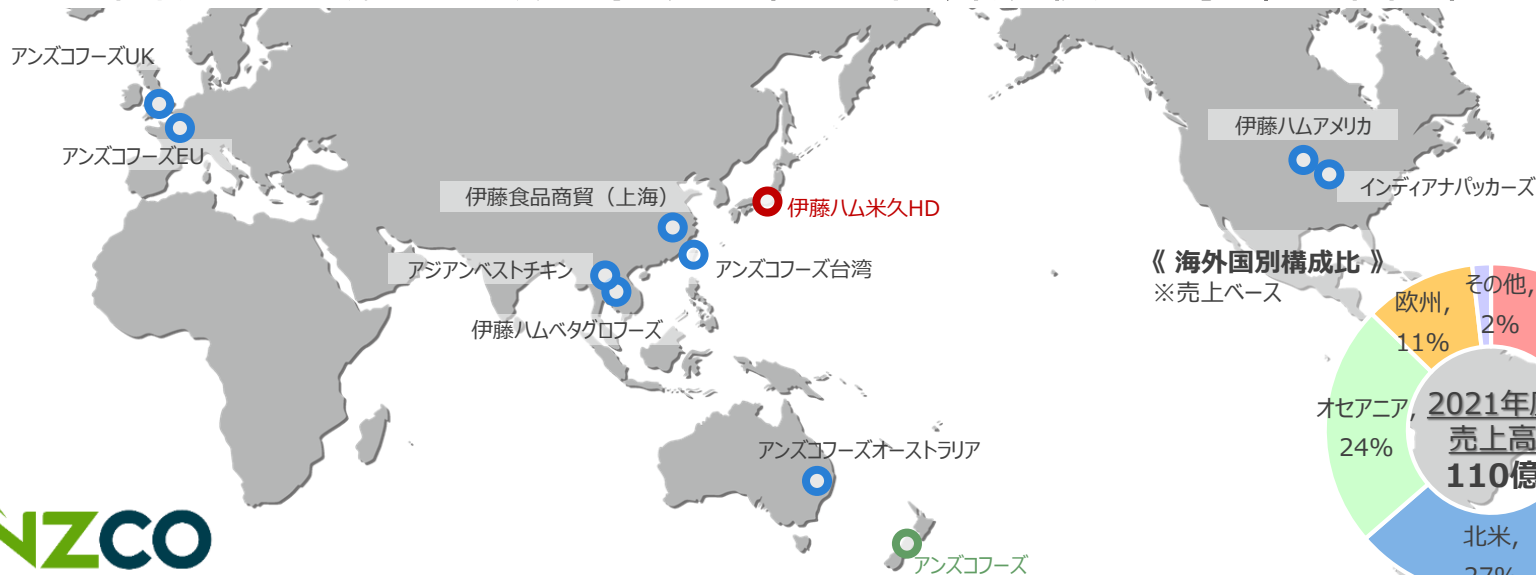 アンズコフーズUK
アンズコフーズEU
伊藤食品商貿（上海）
伊藤ハム米久HD
アジアンベストチキン
アンズコフーズ台湾
伊藤ハムベタグロフーズ
アンズコフーズオーストラリア
アンズコフーズ
伊藤ハムアメリカ
インディアナパッカーズ
《 海外国別構成比 》
※売上ベース
欧州,
11%
その他,
2%
オセアニア,
24%
2021年
売上高
110億
北米,
NZCO